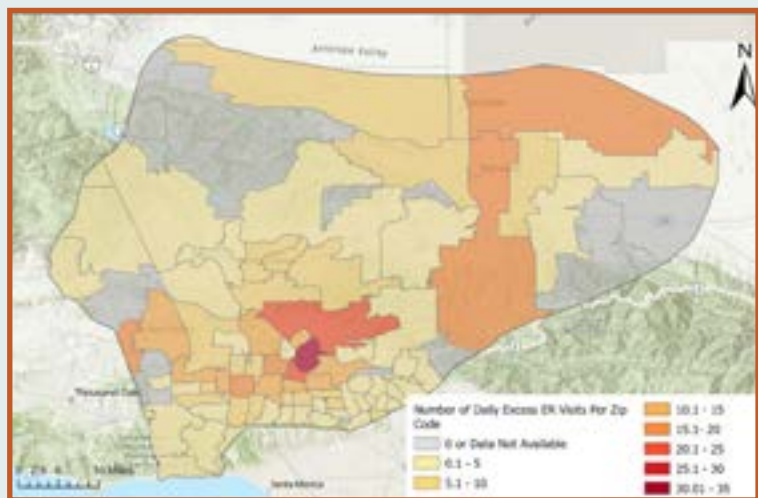 Antelope Valley
N
Thousand Oaks
Santa Monica
Number of Daily Excess ER Visits Per Zip
Code
0 or Data Not Available
0.1 - 5
5.1 - 10
10.1 - 15
15.1- 20
20.1 - 25
25.1 - 30
30.01 - 35